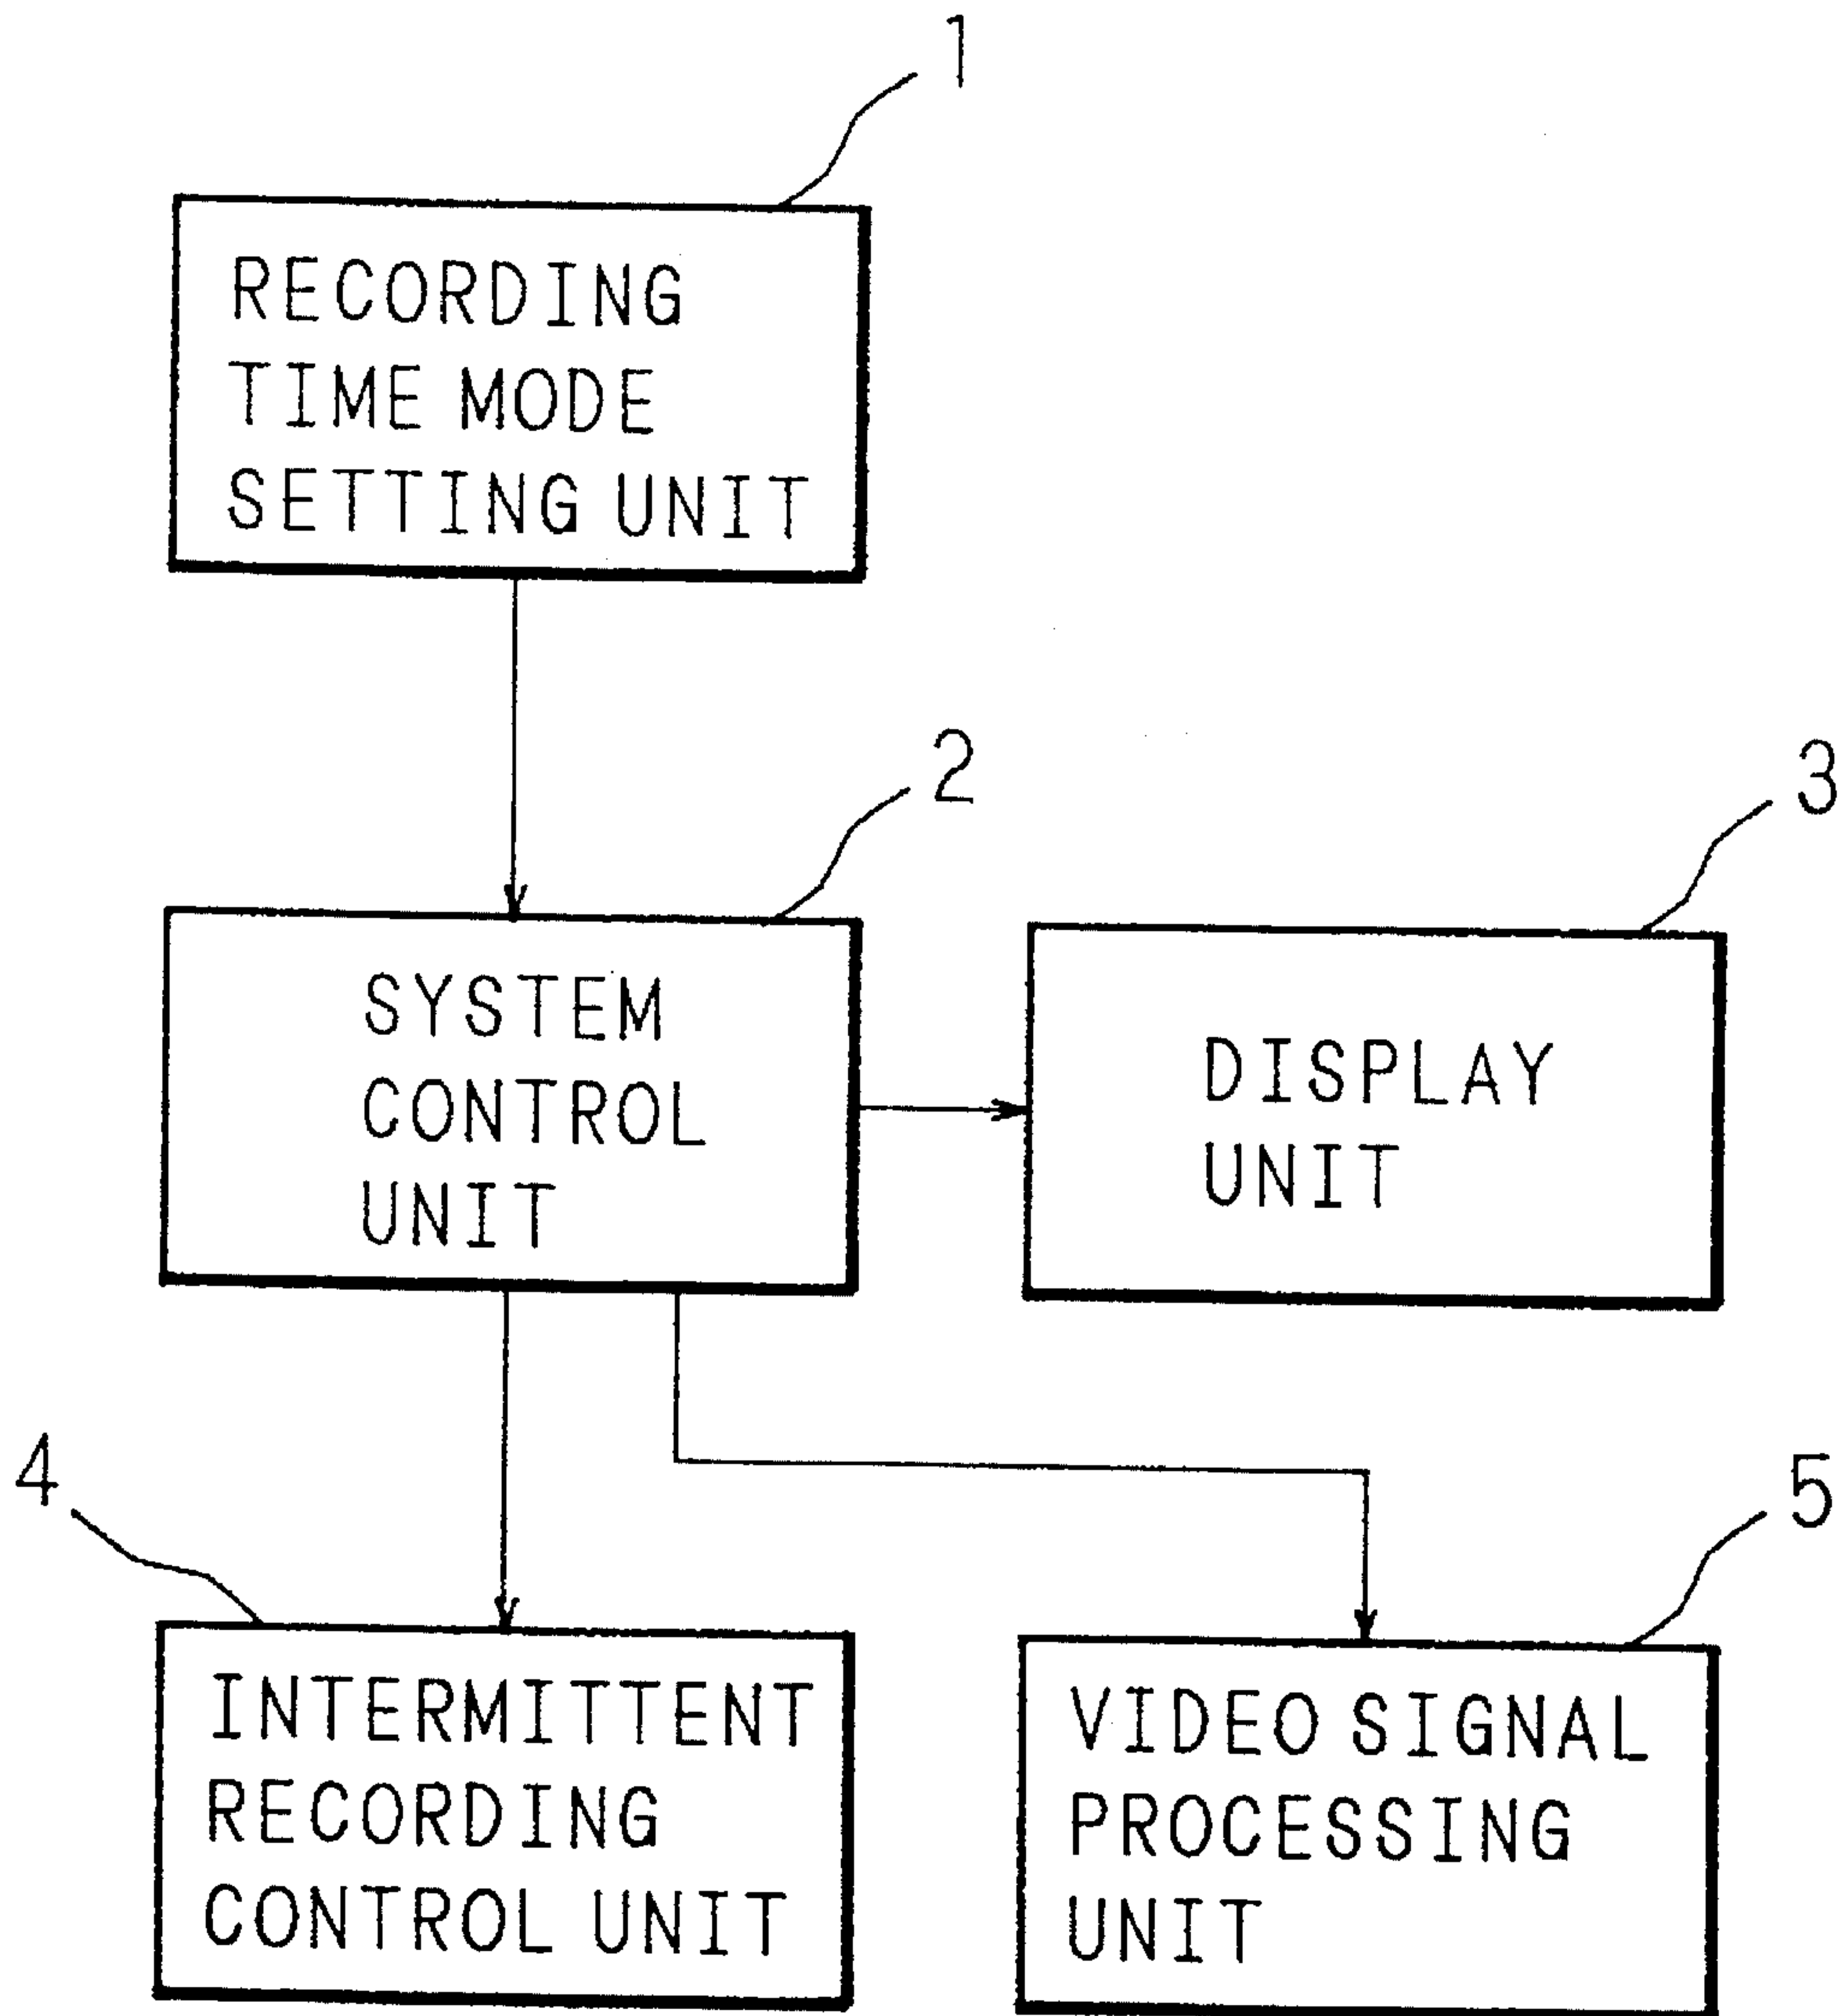 1
RECORDING
TIME MODE
SETTING UNIT
2
3
SYSTEM
CONTROL
UNIT
DISPLAY
UNIT
4
5
INTERMITTENT
RECORDING
CONTROL UNIT
VIDEO SIGNAL
PROCESSING
UNIT